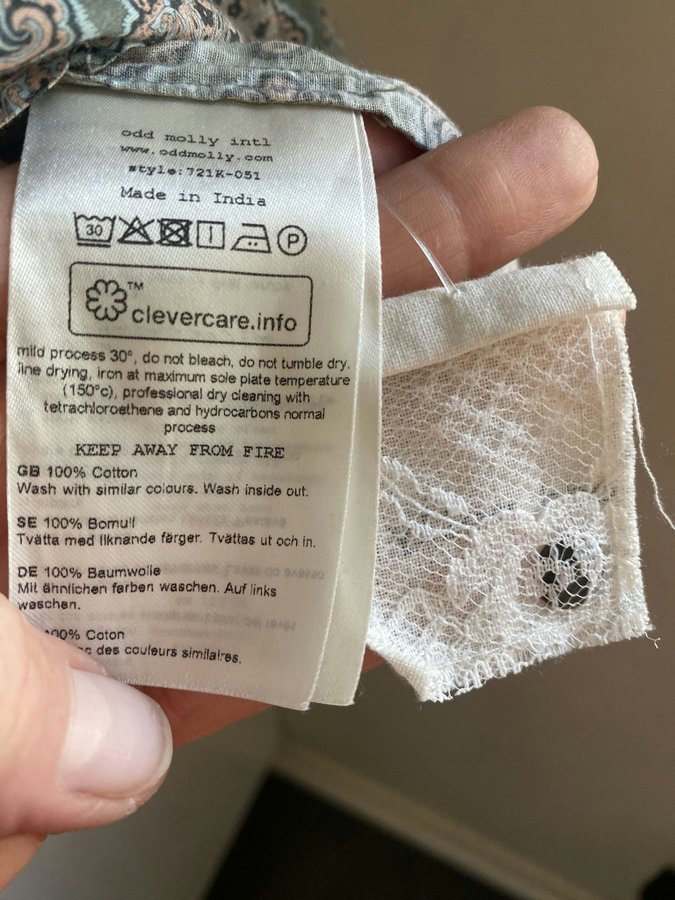 odd molly intl
www.oddmolly.com
style:721K-051
Made in India
30 P
TM
clevercare.info
mild process 30°, do not bleach, do not tumble dry,
line drying, iron at maximum sole plate temperature
(150°c), professional dry cleaning with
tetrachloroethene and hydrocarbons normal
process
KEEP AWAY FROM FIRE
GB 100% Cotton
Wash with similar colours. Wash inside out.
SE 100% Bomull
Tvätta med liknande färger. Tvättas ut och in.
DE 100% Baumwolle
Mit ähnlichen farben waschen. Auf links
waschen.
100% Coton
des couleurs similaires.